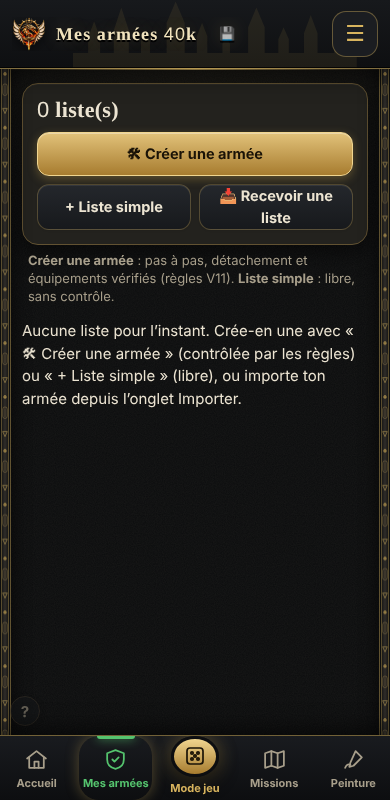 Mes armées 40k
0 liste(s)
🛠 Créer une armée
+ Liste simple
📥 Recevoir une
liste
Créer une armée : pas à pas, détachement et
équipements vérifiés (règles V11). Liste simple : libre,
sans contrôle.
Aucune liste pour l’instant. Crée-en une avec «
🛠 Créer une armée » (contrôlée par les règles)
ou « + Liste simple » (libre), ou importe ton
armée depuis l’onglet Importer.
?
Accueil
Mes armées
Mode jeu
Missions
Peinture